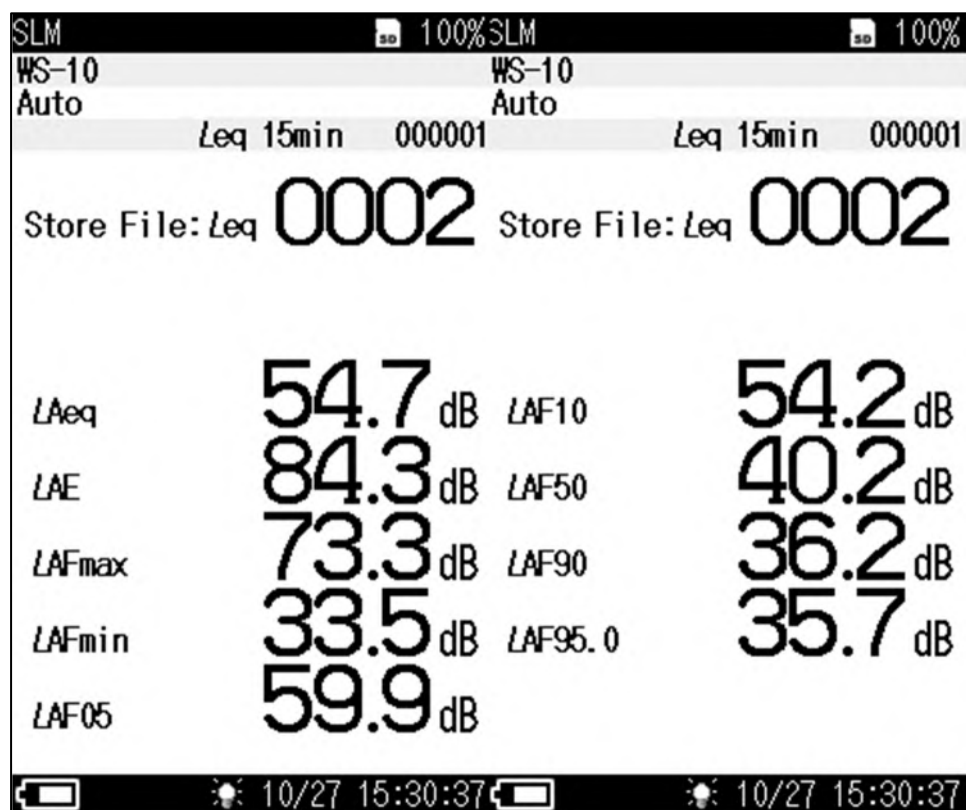 SLM SD 100%
WS-10
Auto
Leq 15min 000001
Store File: Leq 0002
LAeq 54.7 dB
LAE 84.3 dB
LAFmax 73.3 dB
LAFmin 33.5 dB
LAF05 59.9 dB
10/27 15:30:37
SLM SD 100%
WS-10
Auto
Leq 15min 000001
Store File: Leq 0002
LAF10 54.2 dB
LAF50 40.2 dB
LAF90 36.2 dB
LAF95.0 35.7 dB
10/27 15:30:37